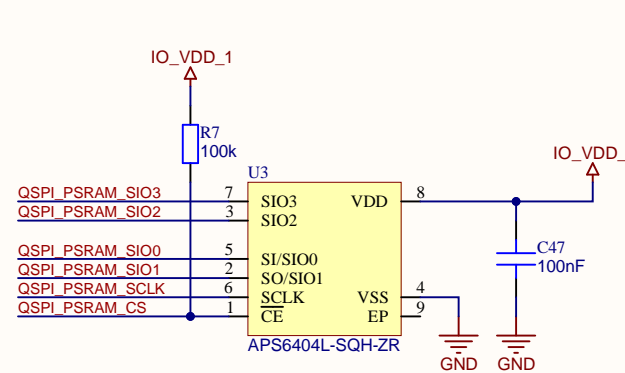 IO_VDD_1
R7
100k
U3
IO_VDD_
QSPI_PSRAM_SIO3 7 SIO3 VDD 8
QSPI_PSRAM_SIO2 3 SIO2
QSPI_PSRAM_SIO0 5 SI/SIO0
C47
100nF
QSPI_PSRAM_SIO1 2 SO/SIO1
QSPI_PSRAM_SCLK 6 SCLK VSS 4
QSPI_PSRAM_CS 1 CE EP 9
APS6404L-SQH-ZR
GND GND